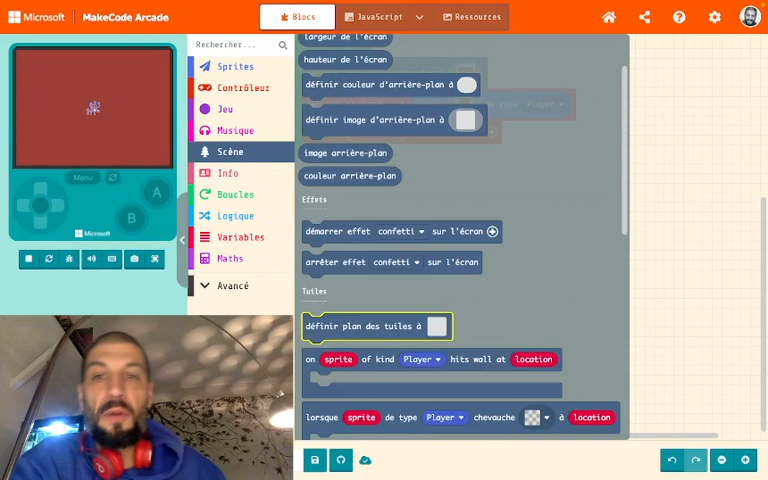 Microsoft MakeCode Arcade
Blocs
JavaScript
Ressources
Rechercher...
Menu
A
B
Microsoft
Sprites
Contrôleur
Jeu
Musique
Scène
Info
Boucles
Logique
Variables
Maths
Avancé
largeur de l'écran
hauteur de l'écran
définir couleur d'arrière-plan à
définir image d'arrière-plan à
type Player
image arrière-plan
couleur arrière-plan
Effets
démarrer effet confetti sur l'écran
arrêter effet confetti sur l'écran
Tuiles
définir plan des tuiles à
on sprite of kind Player hits wall at location
lorsque sprite de type Player chevauche à location